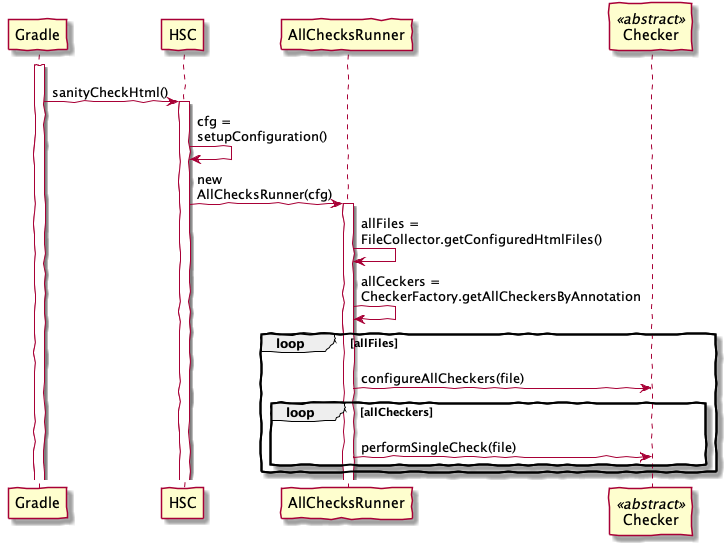 Gradle
HSC
AllChecksRunner
«abstract»
Checker
sanityCheckHtml()
cfg =
setupConfiguration()
new
AllChecksRunner(cfg)
allFiles =
FileCollector.getConfiguredHtmlFiles()
allCeckers =
CheckerFactory.getAllCheckersByAnnotation
loop [allFiles]
configureAllCheckers(file)
loop [allCheckers]
performSingleCheck(file)
Gradle
HSC
AllChecksRunner
«abstract»
Checker